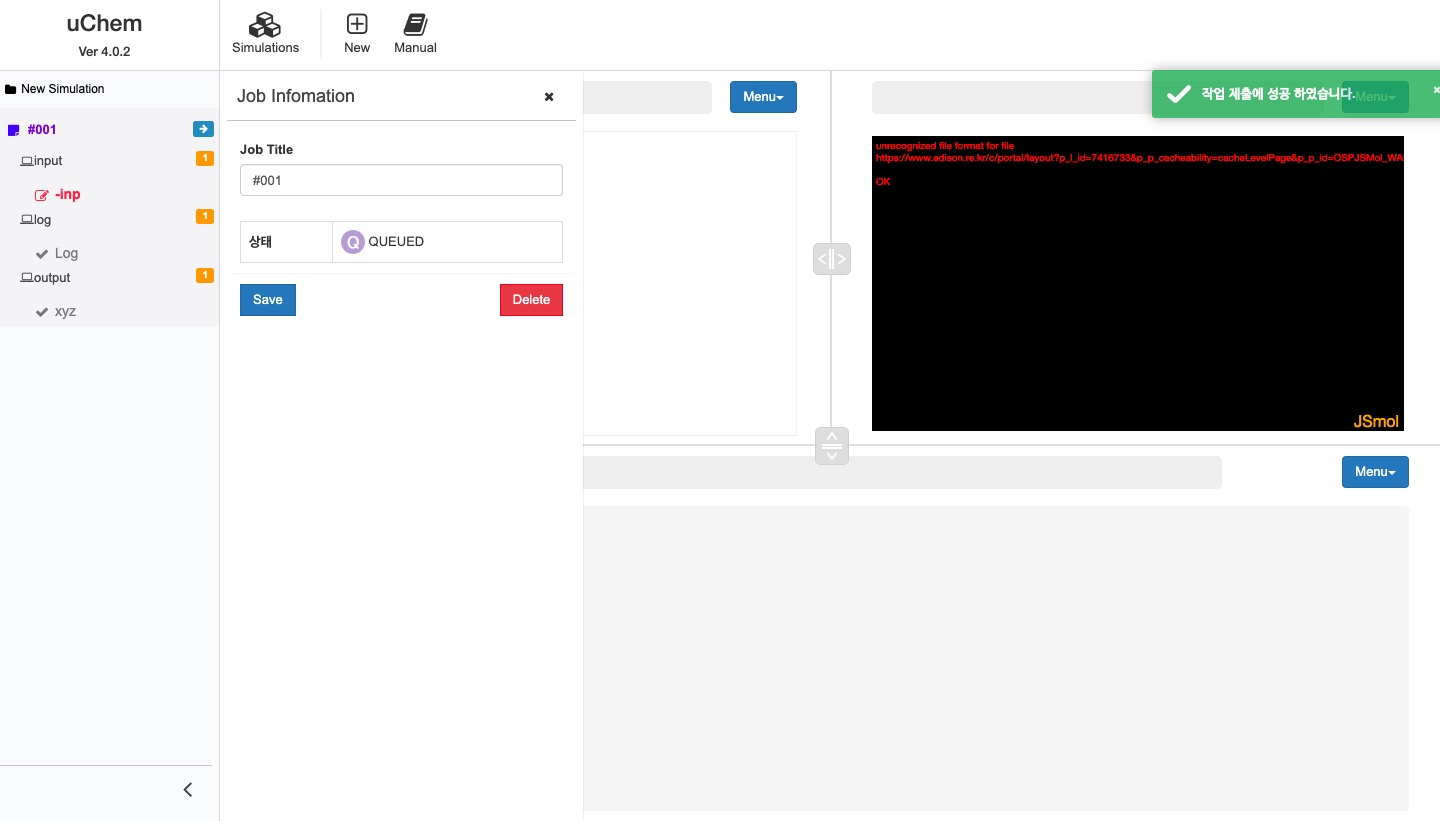 uChem
Ver 4.0.2
Simulations
New
Manual
New Simulation
#001
input
1
-inp
log
1
Log
output
1
xyz
Job Infomation
Job Title
#001
상태
Q QUEUED
Save
Delete
Menu
작업 제출에 성공 하였습니다.
Menu
unrecognized file format for file
https://www.edison.re.kr/c/portal/layout?p_l_id=7416733&p_p_cacheability=cacheLevelPage&p_p_id=OSPJSMol_WA
OK
JSmol
Menu